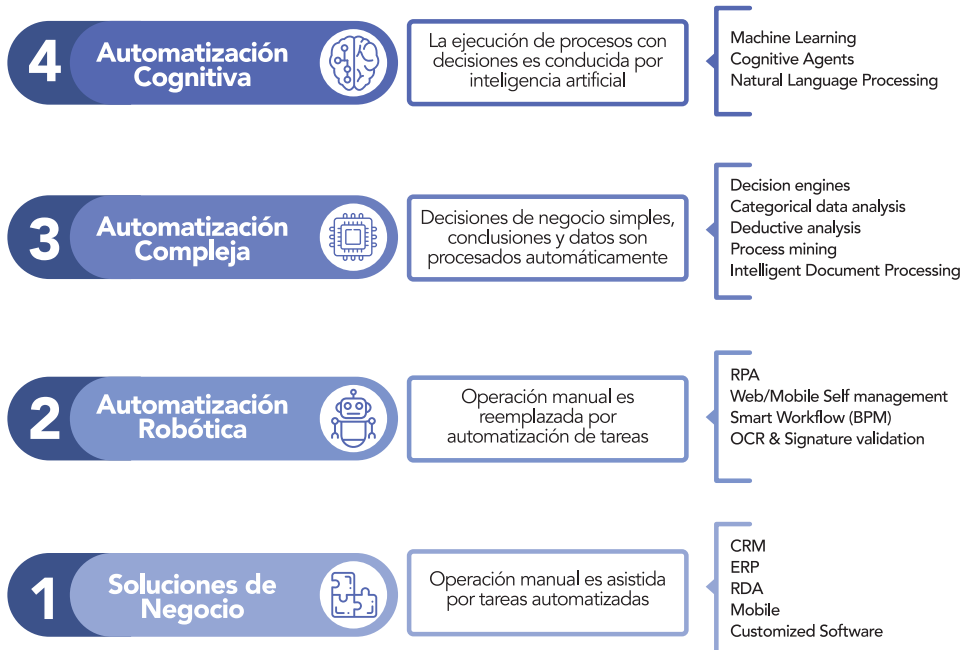 4
Automatización
Cognitiva
La ejecución de procesos con
decisiones es conducida por
inteligencia artificial
Machine Learning
Cognitive Agents
Natural Language Processing
3
Automatización
Compleja
Decisiones de negocio simples,
conclusiones y datos son
procesados automáticamente
Decision engines
Categorical data analysis
Deductive analysis
Process mining
Intelligent Document Processing
2
Automatización
Robótica
Operación manual es
reemplazada por
automatización de tareas
RPA
Web/Mobile Self management
Smart Workflow (BPM)
OCR & Signature validation
1
Soluciones de
Negocio
Operación manual es asistida
por tareas automatizadas
CRM
ERP
RDA
Mobile
Customized Software